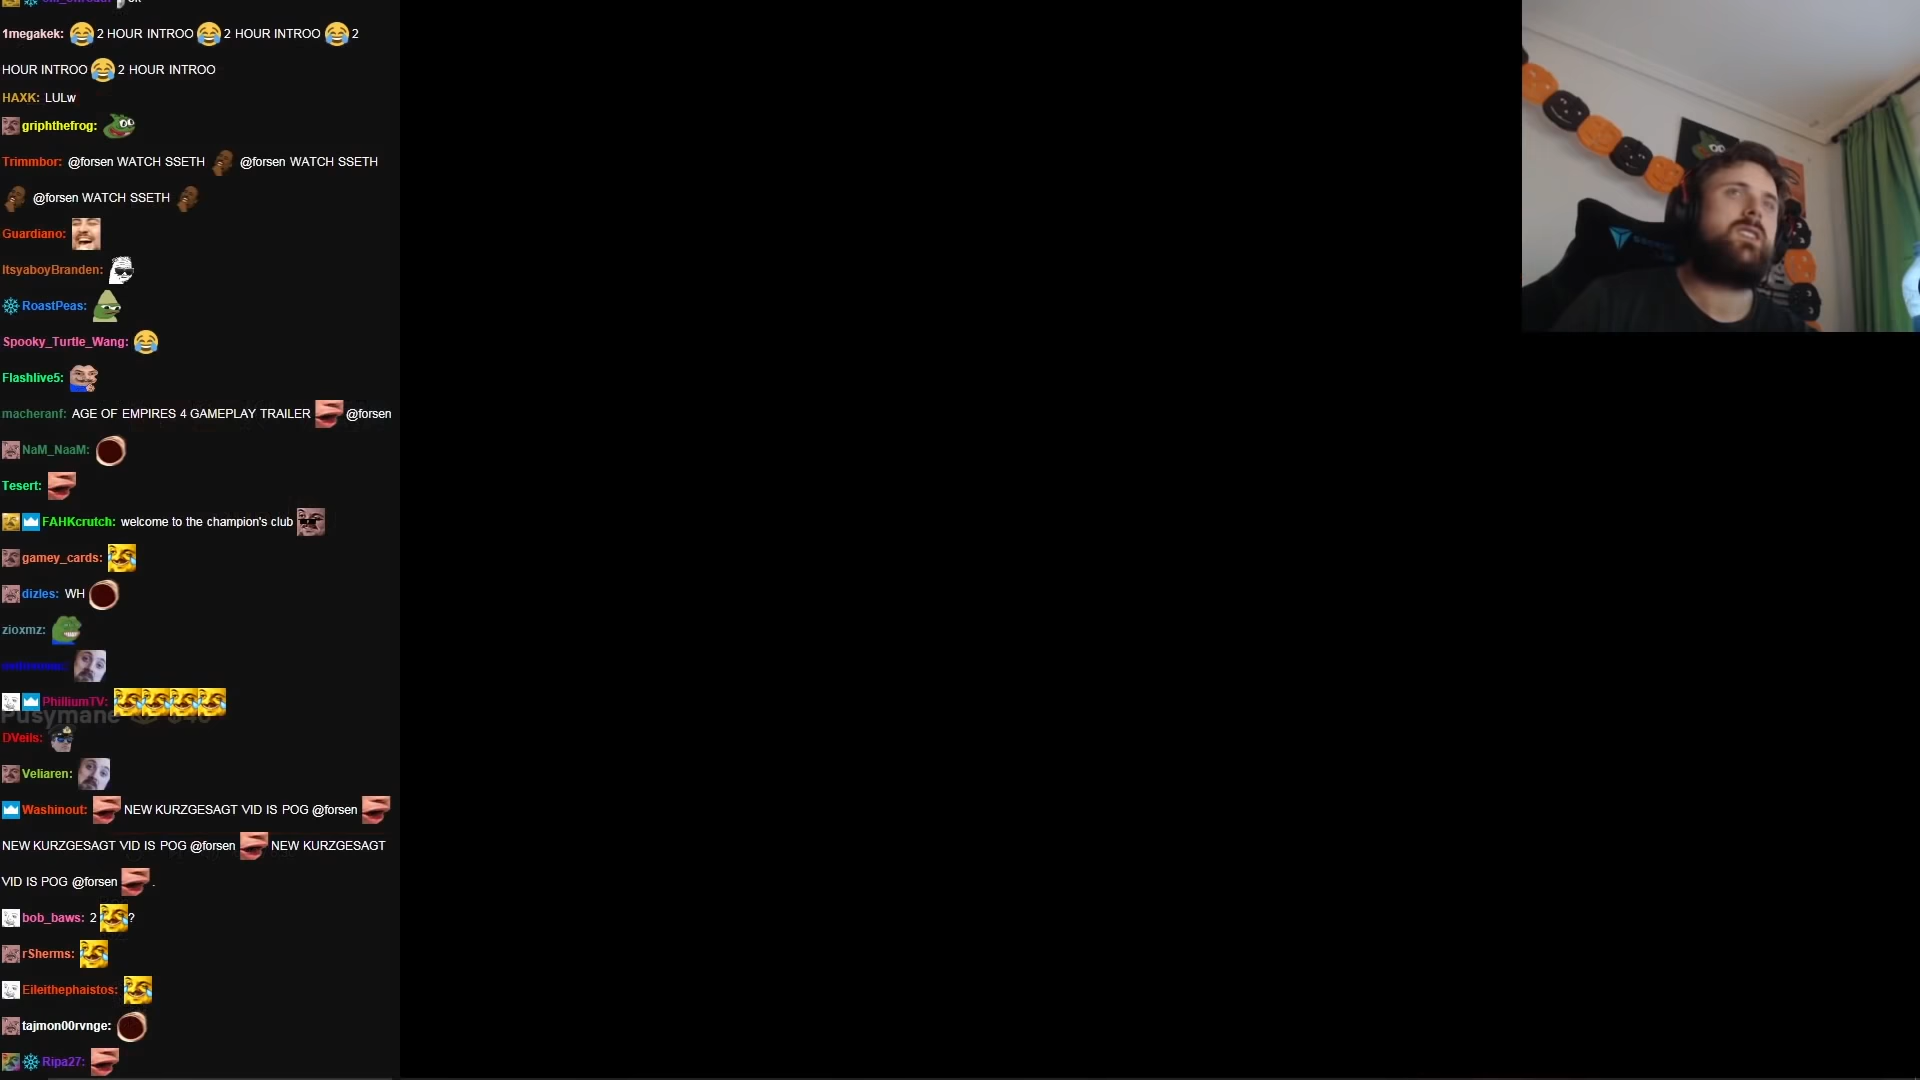 1megakek: 2 HOUR INTROO 2 HOUR INTROO 2
HOUR INTROO 2 HOUR INTROO
HAXK: LULw
griphthefrog:
Trimmbor: @forsen WATCH SSETH @forsen WATCH SSETH
@forsen WATCH SSETH
Guardiano:
ItsyaboyBranden:
RoastPeas:
Spooky_Turtle_Wang:
Flashlive5:
macheranf: AGE OF EMPIRES 4 GAMEPLAY TRAILER @forsen
NaM_NaaM:
Tesert:
FAHKcrutch: welcome to the champion's club
gamey_cards:
dizles: WH
zioxmz:
PhilliumTV:
Pusymane $40
DVeils:
Veliaren:
Washinout: NEW KURZGESAGT VID IS POG @forsen
NEW KURZGESAGT VID IS POG @forsen NEW KURZGESAGT
VID IS POG @forsen .
bob_baws: 2 ?
rSherms:
Eileithephaistos:
tajmon00rvnge:
Ripa27: